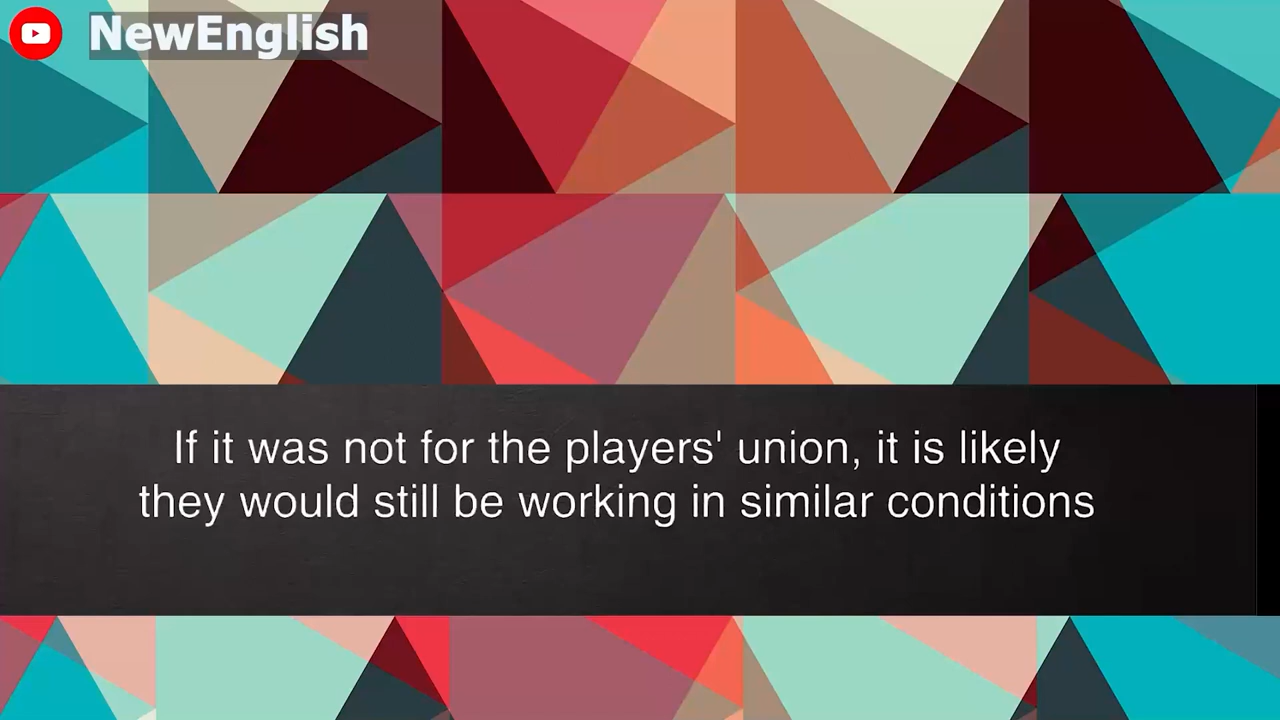 NewEnglish
If it was not for the players' union, it is likely
they would still be working in similar conditions